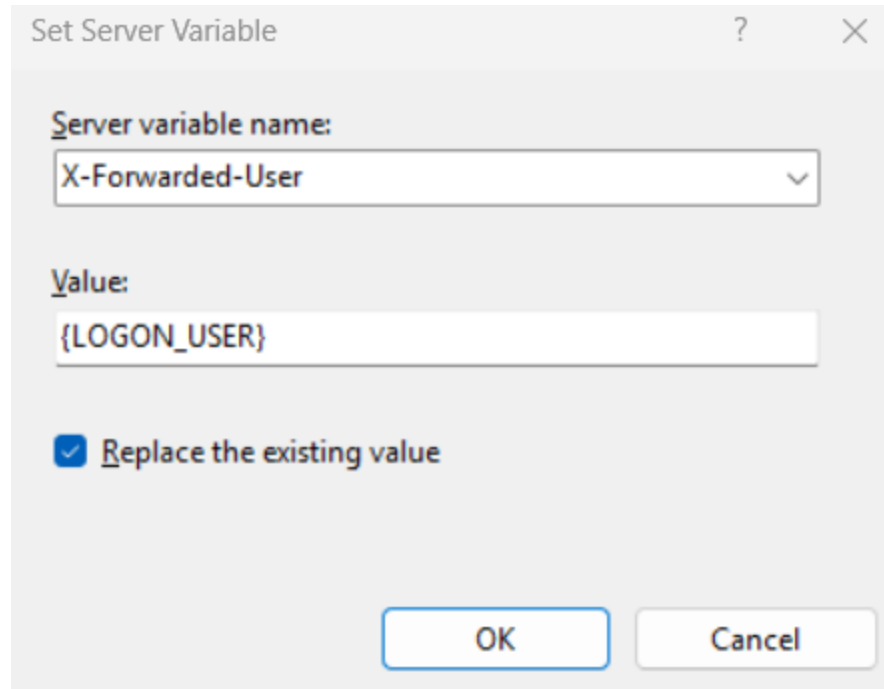 Set Server Variable
Server variable name:
X-Forwarded-User
Value:
{LOGON_USER}
Replace the existing value
OK Cancel